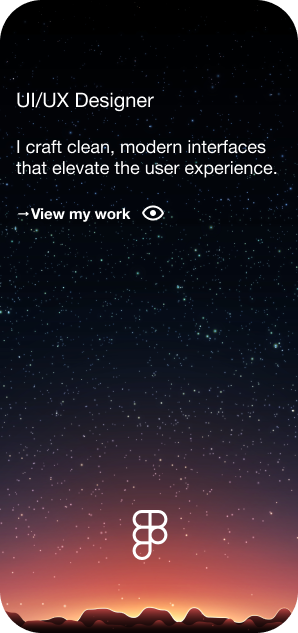 UI/UX Designer
I craft clean, modern interfaces
that elevate the user experience.
→View my work